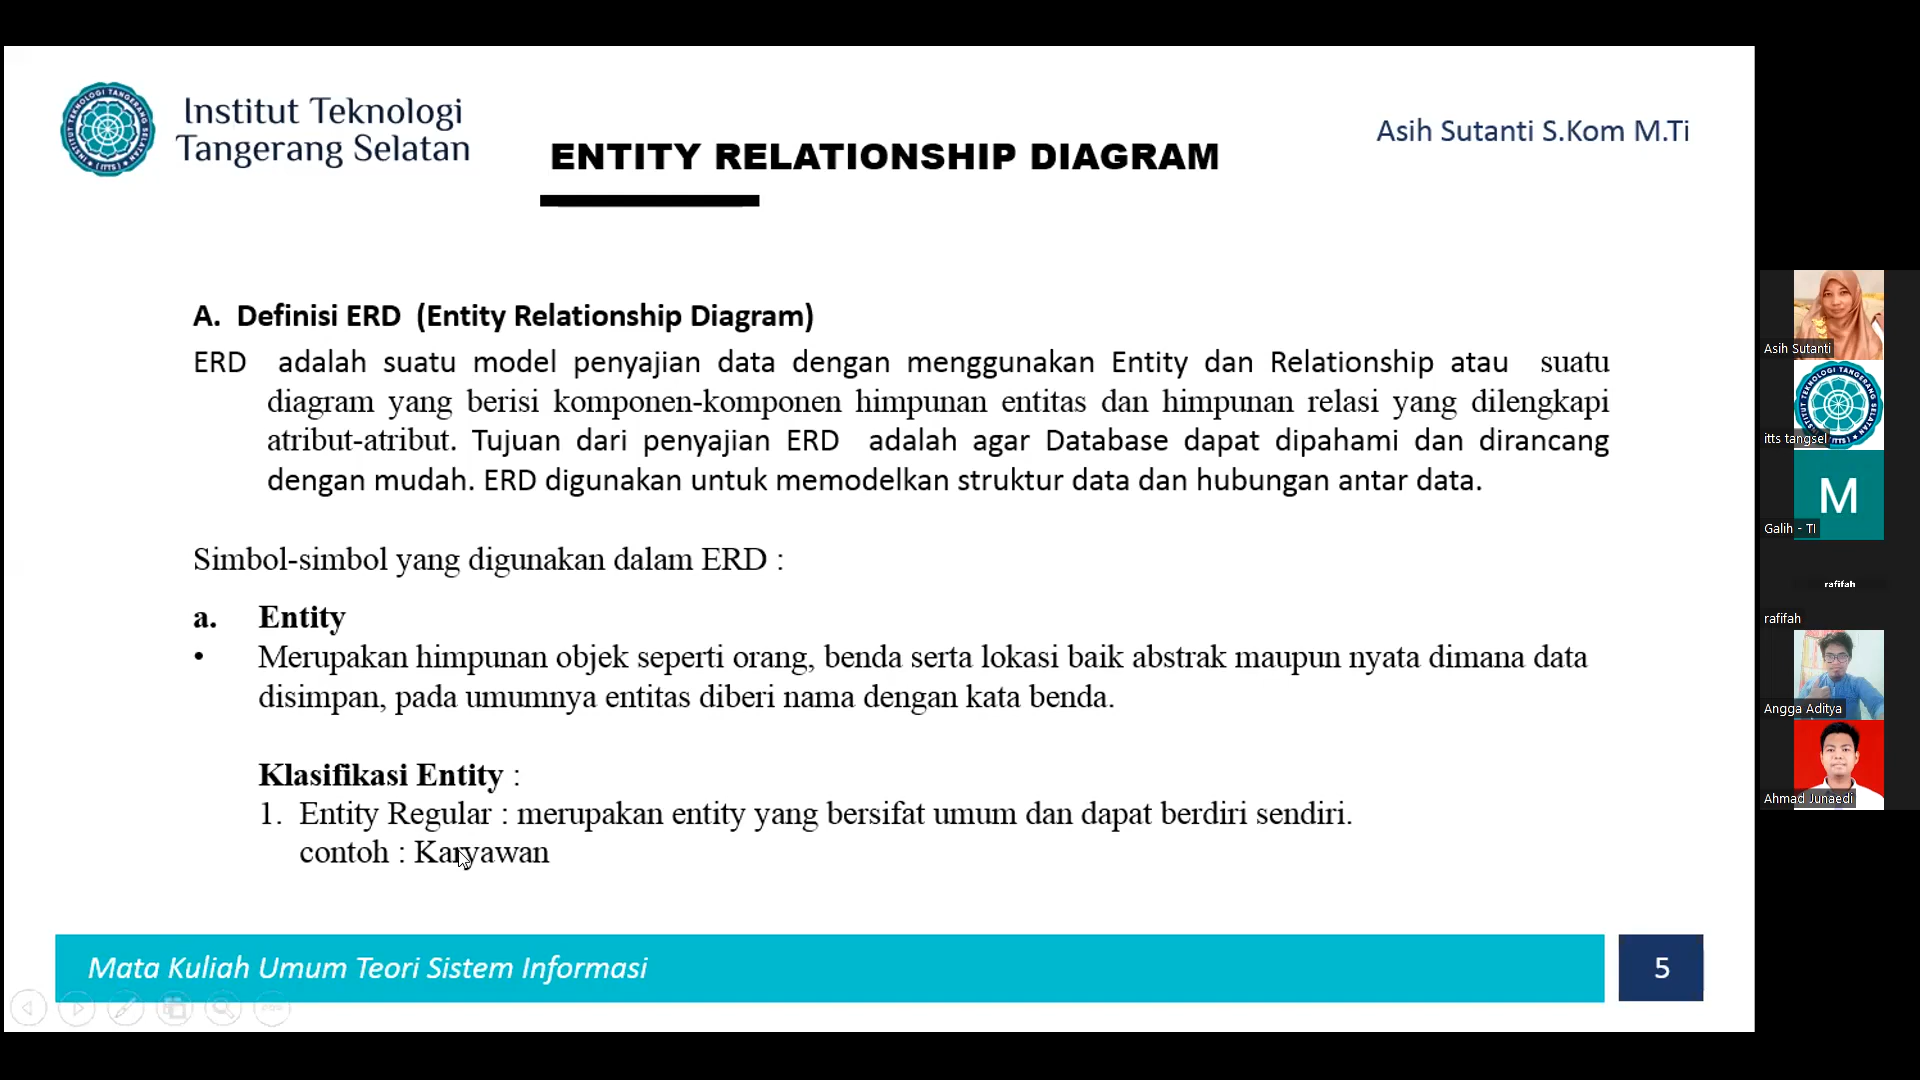 Institut Teknologi
Tangerang Selatan
ENTITY RELATIONSHIP DIAGRAM
Asih Sutanti S.Kom M.Ti
A. Definisi ERD (Entity Relationship Diagram)
ERD adalah suatu model penyajian data dengan menggunakan Entity dan Relationship atau suatu
diagram yang berisi komponen-komponen himpunan entitas dan himpunan relasi yang dilengkapi
atribut-atribut. Tujuan dari penyajian ERD adalah agar Database dapat dipahami dan dirancang
dengan mudah. ERD digunakan untuk memodelkan struktur data dan hubungan antar data.
Simbol-simbol yang digunakan dalam ERD :
a. Entity
• Merupakan himpunan objek seperti orang, benda serta lokasi baik abstrak maupun nyata dimana data
disimpan, pada umumnya entitas diberi nama dengan kata benda.
Klasifikasi Entity :
1. Entity Regular : merupakan entity yang bersifat umum dan dapat berdiri sendiri.
contoh : Karyawan
Mata Kuliah Umum Teori Sistem Informasi
5
Asih Sutanti
itts tangsel
M
Galih - TI
rafifah
rafifah
Angga Aditya
Ahmad Junaedi
INSTITUT TEKNOLOGI TANGERANG SELATAN
(ITTS)